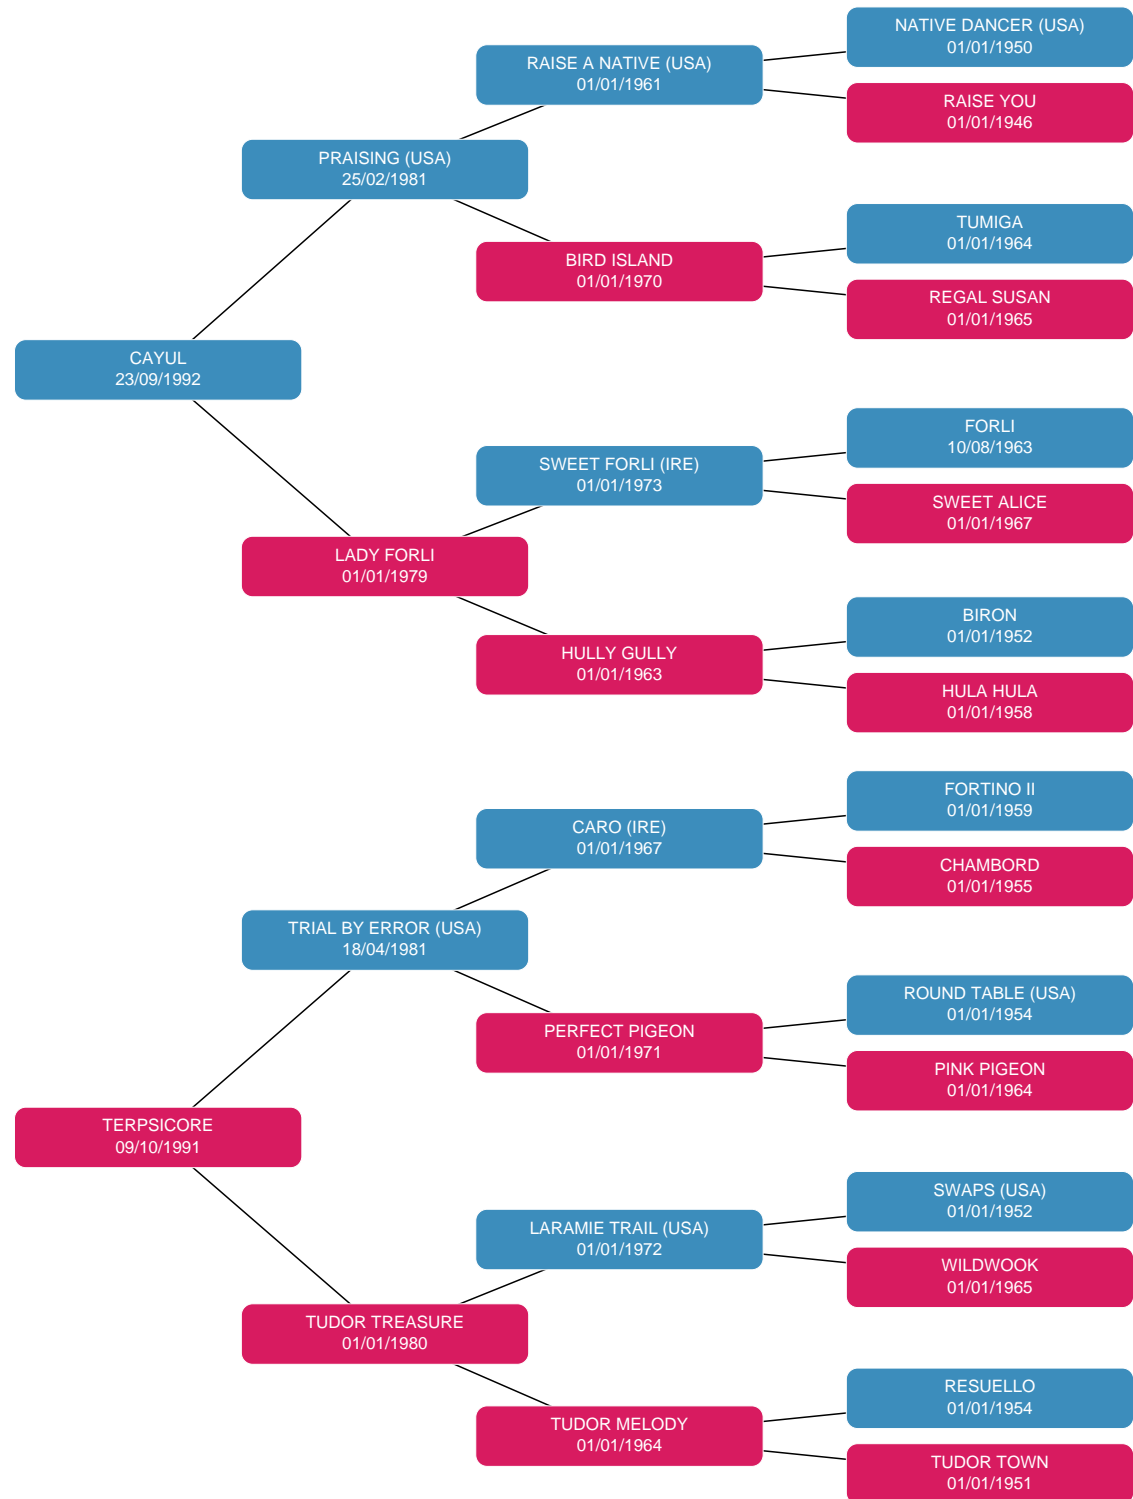 NATIVE DANCER (USA)
01/01/1950
RAISE A NATIVE (USA)
01/01/1961
RAISE YOU
01/01/1946
PRAISING (USA)
25/02/1981
TUMIGA
01/01/1964
BIRD ISLAND
01/01/1970
REGAL SUSAN
01/01/1965
CAYUL
23/09/1992
FORLI
10/08/1963
SWEET FORLI (IRE)
01/01/1973
SWEET ALICE
01/01/1967
LADY FORLI
01/01/1979
BIRON
01/01/1952
HULLY GULLY
01/01/1963
HULA HULA
01/01/1958
FORTINO II
01/01/1959
CARO (IRE)
01/01/1967
CHAMBORD
01/01/1955
TRIAL BY ERROR (USA)
18/04/1981
ROUND TABLE (USA)
01/01/1954
PERFECT PIGEON
01/01/1971
PINK PIGEON
01/01/1964
TERPSICORE
09/10/1991
SWAPS (USA)
01/01/1952
LARAMIE TRAIL (USA)
01/01/1972
WILDWOOK
01/01/1965
TUDOR TREASURE
01/01/1980
RESUELLO
01/01/1954
TUDOR MELODY
01/01/1964
TUDOR TOWN
01/01/1951